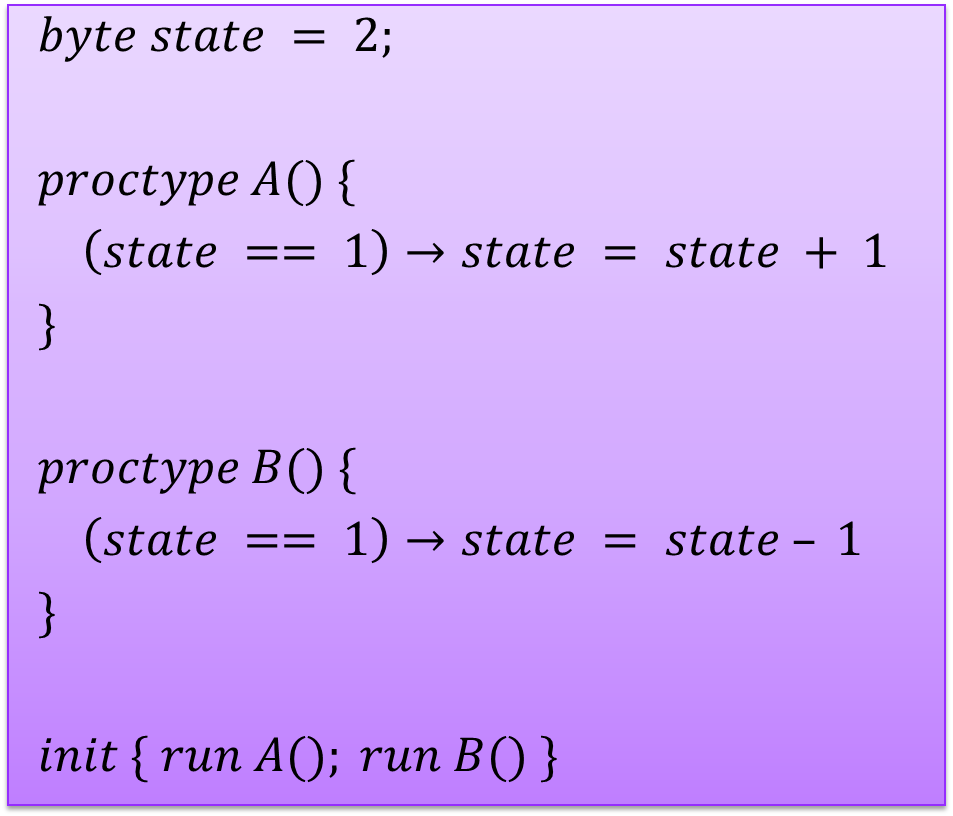 byte state = 2;
proctype A() {
(state == 1) → state = state + 1
}
proctype B() {
(state == 1) → state = state – 1
}
init { run A(); run B() }